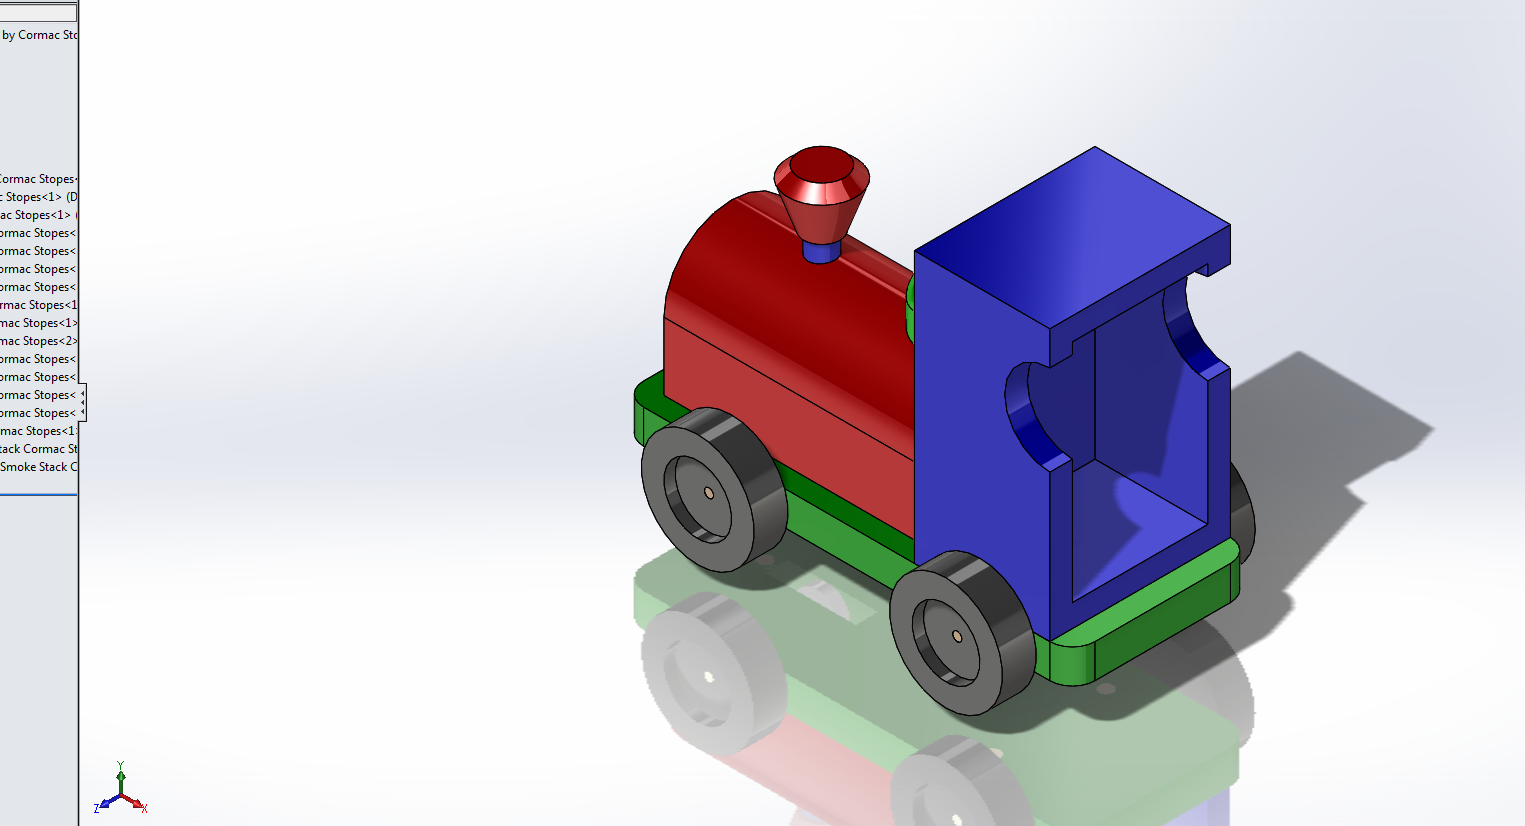 by Cormac Sto
Cormac Stopes<
c Stopes<1> (D
ac Stopes<1> (
ormac Stopes<
ormac Stopes<
ormac Stopes<
ormac Stopes<
rmac Stopes<1
mac Stopes<1>
mac Stopes<2>
ormac Stopes<
ormac Stopes<
ormac Stopes<
ormac Stopes<
rmac Stopes<1>
tack Cormac St
Smoke Stack C
Y
Z
X